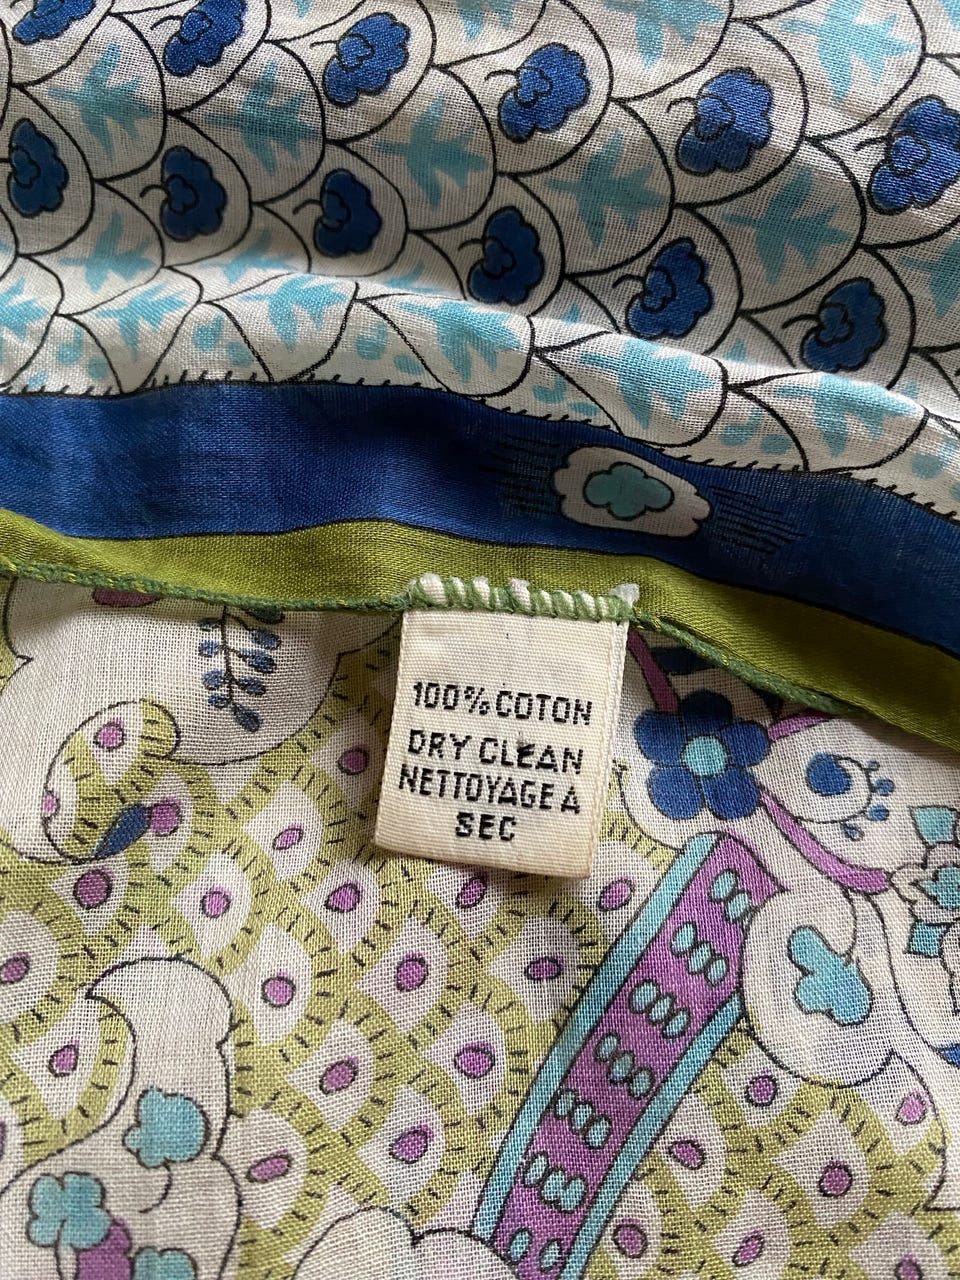 100% COTON
DRY CLEAN
NETTOYAGE A
SEC